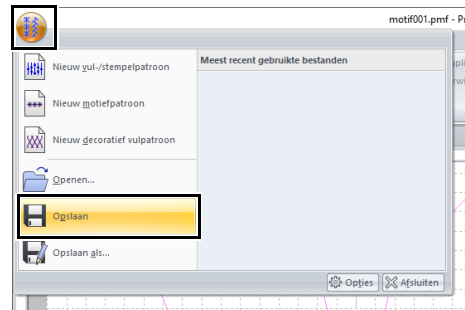 motif001.pmf - P
Nieuw vul-/stempelpatroon
Meest recent gebruikte bestanden
Nieuw motiefpatroon
Nieuw decoratief vulpatroon
Openen...
Opslaan
Opslaan als...
Opties
Afsluiten